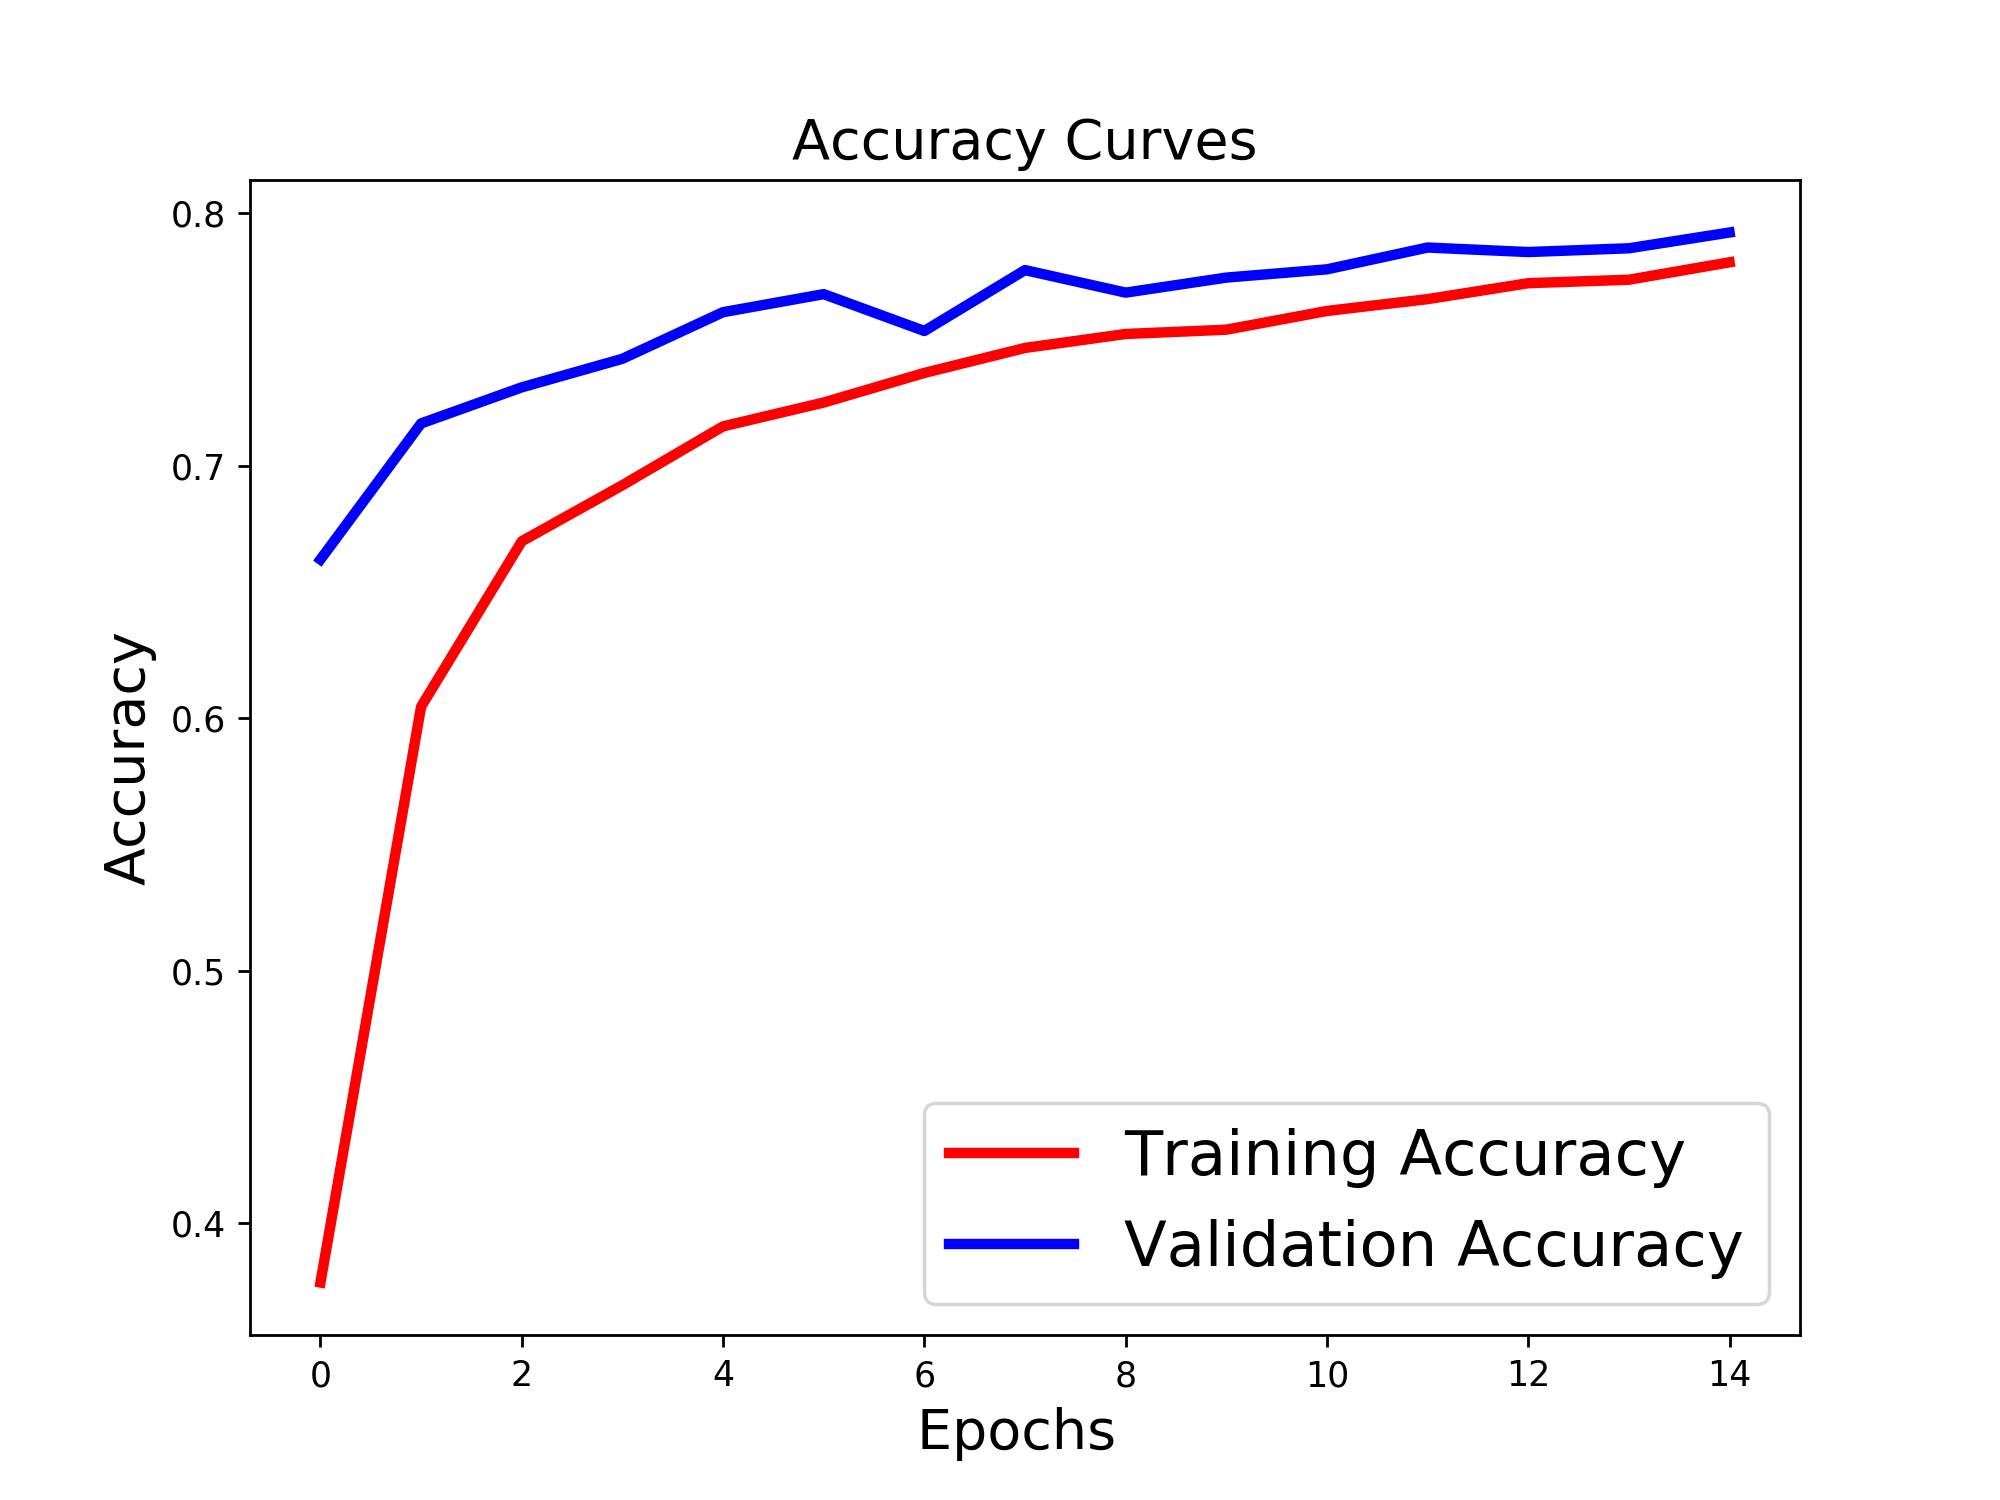 Accuracy Curves
0.8
0.7
0.6
0.5
0.4
Accuracy
Training Accuracy
Validation Accuracy
0 2 4 6 8 10 12 14
Epochs